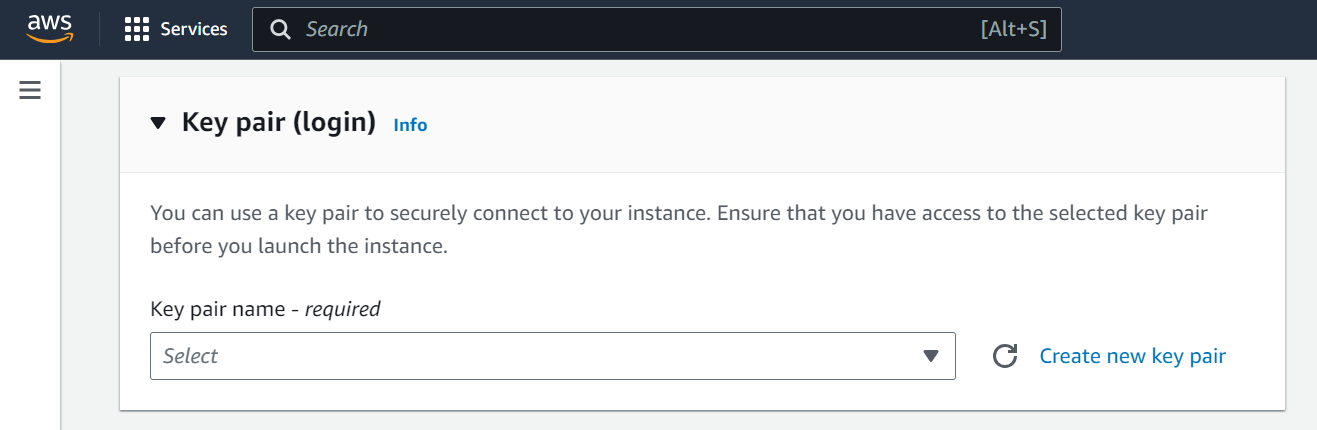 aws
Services
Search
[Alt+S]
Key pair (login) Info
You can use a key pair to securely connect to your instance. Ensure that you have access to the selected key pair
before you launch the instance.
Key pair name - required
Select
Create new key pair